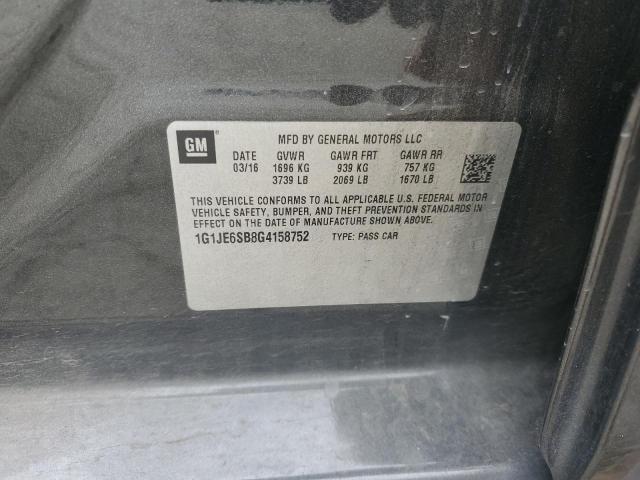 GM
MFD BY GENERAL MOTORS LLC
DATE GVWR GAWR FRT GAWR RR
03/16 1696 KG 939 KG 757 KG
3739 LB 2069 LB 1670 LB
THIS VEHICLE CONFORMS TO ALL APPLICABLE U.S. FEDERAL MOTOR
VEHICLE SAFETY, BUMPER, AND THEFT PREVENTION STANDARDS IN
EFFECT ON THE DATE OF MANUFACTURE SHOWN ABOVE.
1G1JE6SB8G4158752 TYPE: PASS CAR